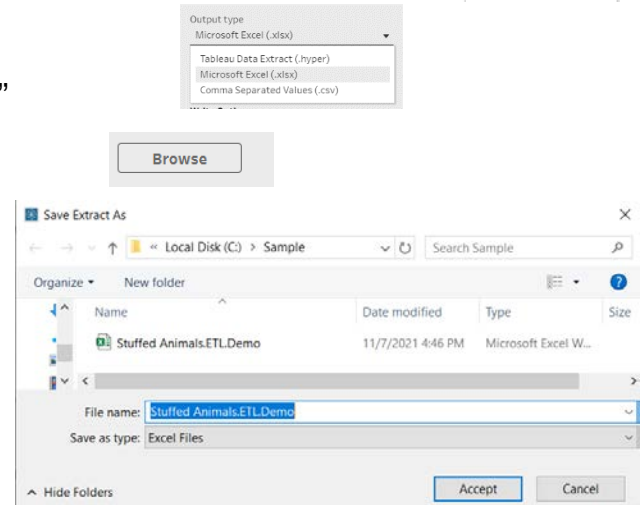 Output type
Microsoft Excel (.xlsx)
Tableau Data Extract (.hyper)
Microsoft Excel (.xlsx)
Comma Separated Values (.csv)
”
Browse
Save Extract As
« Local Disk (C:) > Sample
Search Sample
Organize
New folder
Name
Date modified
Type
Size
Stuffed Animals.ETL.Demo
11/7/2021 4:46 PM
Microsoft Excel W...
File name: Stuffed Animals.ETL.Demo
Save as type: Excel Files
Hide Folders
Accept
Cancel